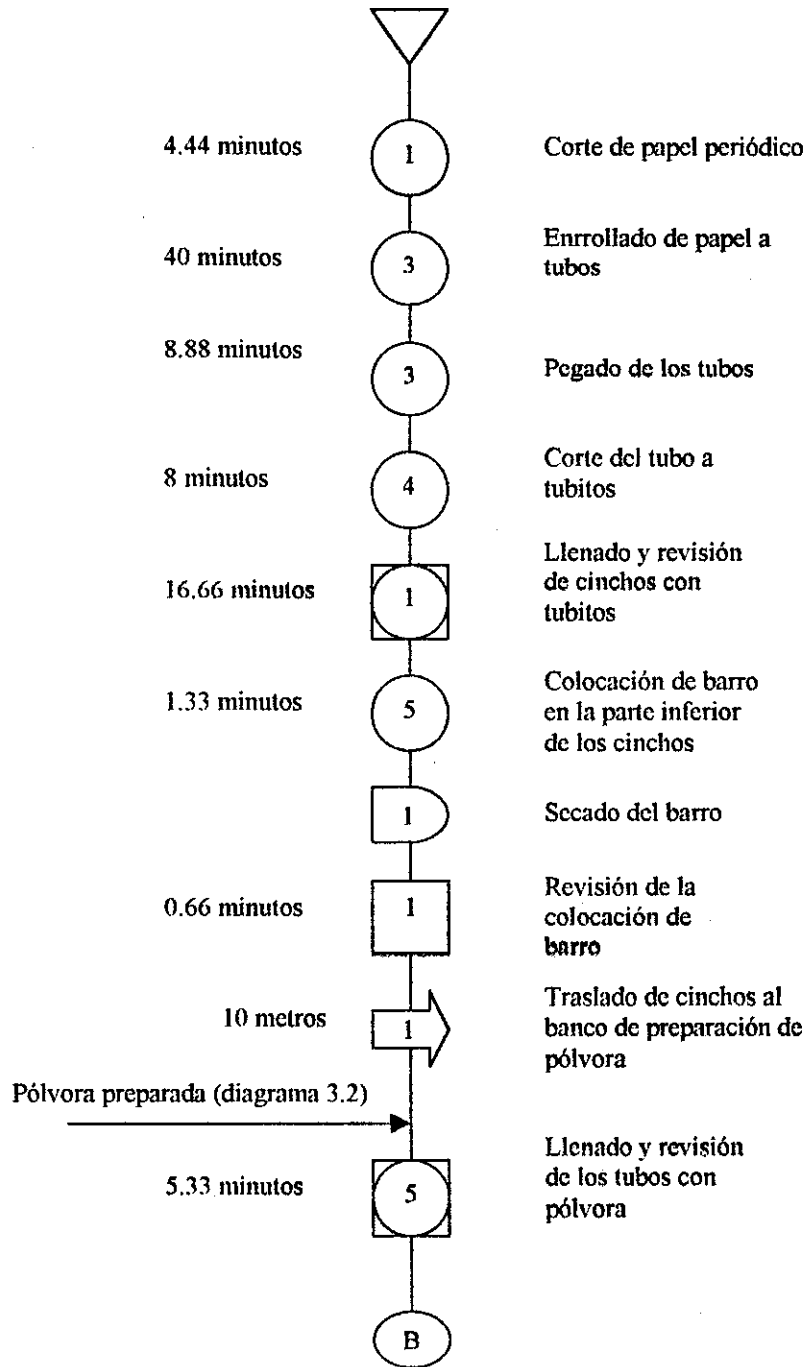 4.44 minutos
1
Corte de papel periódico
40 minutos
3
Enrrollado de papel a
tubos
8.88 minutos
3
Pegado de los tubos
8 minutos
4
Corte del tubo a
tubitos
16.66 minutos
1
Llenado y revisión
de cinchos con
tubitos
1.33 minutos
5
Colocación de barro
en la parte inferior
de los cinchos
1
Secado del barro
0.66 minutos
1
Revisión de la
colocación de
barro
10 metros
1
Traslado de cinchos al
banco de preparación de
pólvora
Pólvora preparada (diagrama 3.2)
5.33 minutos
5
Llenado y revisión
de los tubos con
pólvora
B